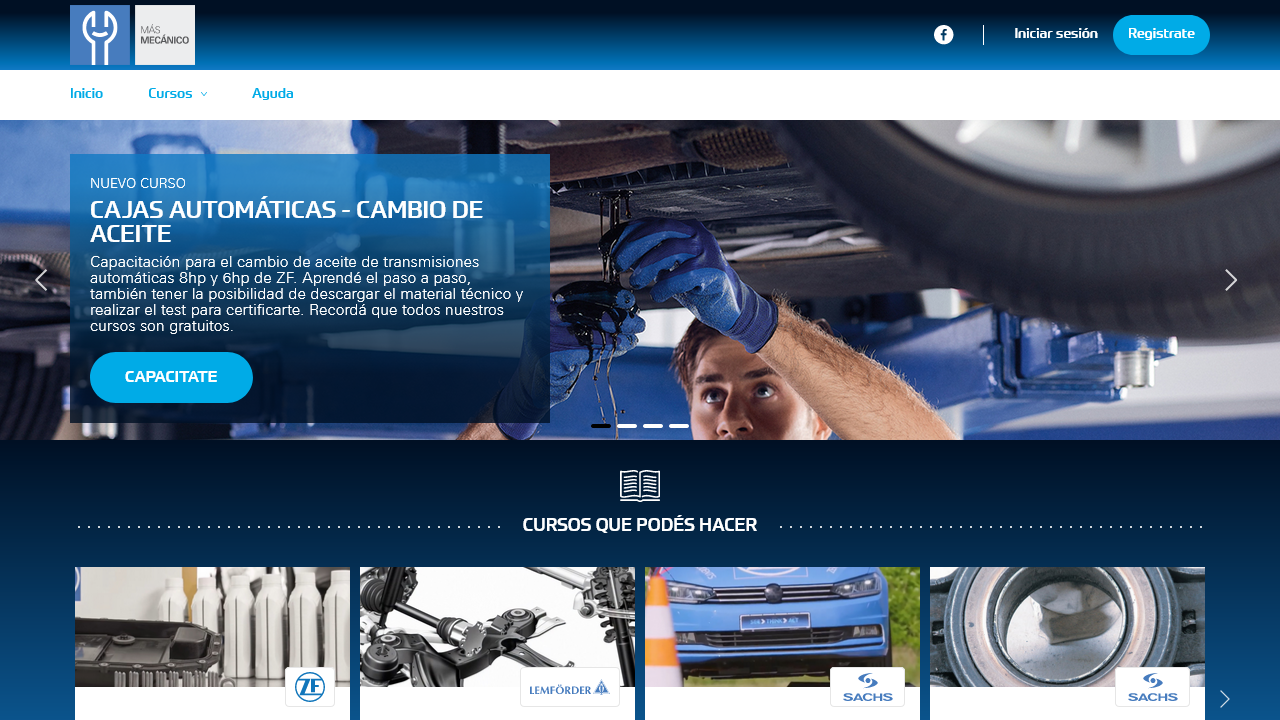 MÁS
MECÁNICO
Iniciar sesión
Registrate
Inicio
Cursos
Ayuda
NUEVO CURSO
CAJAS AUTOMÁTICAS - CAMBIO DE
ACEITE
Capacitación para el cambio de aceite de transmisiones
automáticas 8hp y 6hp de ZF. Aprendé el paso a paso,
también tener la posibilidad de descargar el material técnico y
realizar el test para certificarte. Recordá que todos nuestros
cursos son gratuitos.
CAPACITATE
CURSOS QUE PODÉS HACER
ZF
LEMFÖRDER
SACHS
SACHS